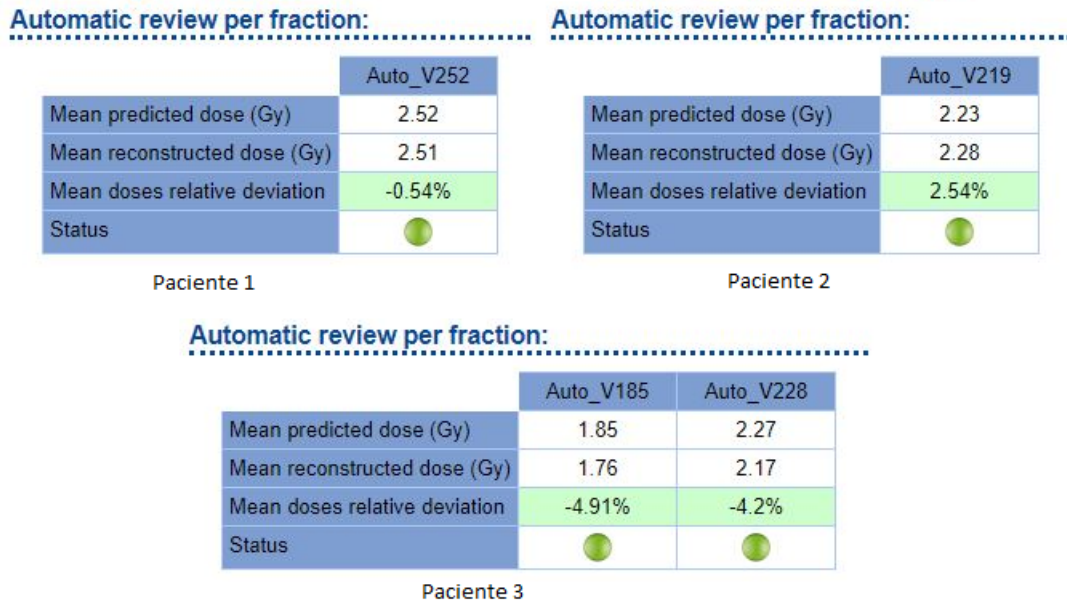 Automatic review per fraction:
Auto_V252
Mean predicted dose (Gy) 2.52
Mean reconstructed dose (Gy) 2.51
Mean doses relative deviation -0.54%
Status
Paciente 1
Automatic review per fraction:
Auto_V219
Mean predicted dose (Gy) 2.23
Mean reconstructed dose (Gy) 2.28
Mean doses relative deviation 2.54%
Status
Paciente 2
Automatic review per fraction:
Auto_V185 Auto_V228
Mean predicted dose (Gy) 1.85 2.27
Mean reconstructed dose (Gy) 1.76 2.17
Mean doses relative deviation -4.91% -4.2%
Status
Paciente 3